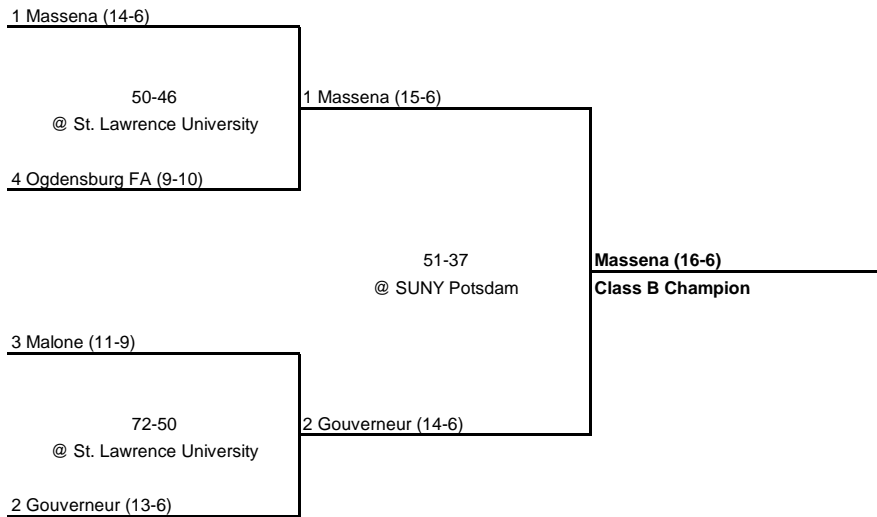 1 Massena (14-6)
50-46
@ St. Lawrence University
1 Massena (15-6)
4 Ogdensburg FA (9-10)
51-37
@ SUNY Potsdam
Massena (16-6)
Class B Champion
3 Malone (11-9)
72-50
@ St. Lawrence University
2 Gouverneur (14-6)
2 Gouverneur (13-6)